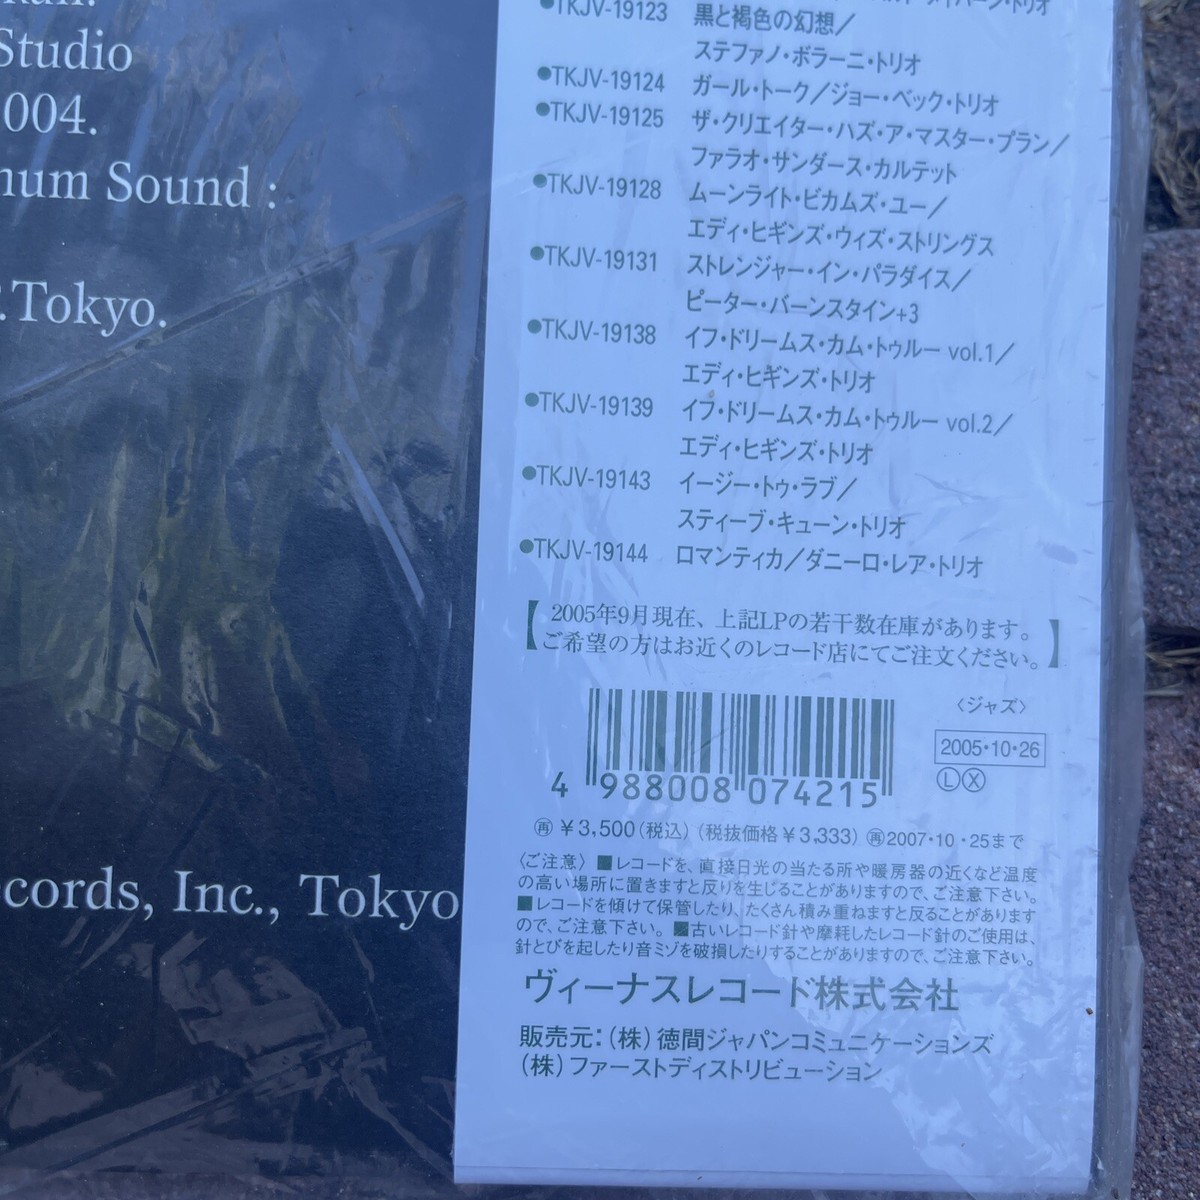 Studio
004.
num Sound :
.Tokyo.
ecords, Inc., Tokyo
●TKJV-19123 黒と褐色の幻想／
ステファノ・ボラーニ・トリオ
●TKJV-19124 ガール・トーク／ジョー・ベック・トリオ
●TKJV-19125 ザ・クリエイター・ハズ・ア・マスター・プラン／
ファラオ・サンダース・カルテット
●TKJV-19128 ムーンライト・ビカムズ・ユー／
エディ・ヒギンズ・ウィズ・ストリングス
●TKJV-19131 ストレンジャー・イン・パラダイス／
ピーター・バーンスタイン+3
●TKJV-19138 イフ・ドリームス・カム・トゥルー vol.1／
エディ・ヒギンズ・トリオ
●TKJV-19139 イフ・ドリームス・カム・トゥルー vol.2／
エディ・ヒギンズ・トリオ
●TKJV-19143 イージー・トゥ・ラブ／
スティーブ・キューン・トリオ
●TKJV-19144 ロマンティカ／ダニーロ・レア・トリオ
【2005年9月現在、上記LPの若干数在庫があります。
ご希望の方はお近くのレコード店にてご注文ください。】
〈ジャズ〉
2005・10・26
Ⓛ Ⓧ
4 988008 074215
㊢ ￥3,500（税込）（税抜価格￥3,333） 再2007・10・25まで
〈ご注意〉■レコードを、直接日光の当たる所や暖房器の近くなど温度
の高い場所に置きますと反りを生じることがありますので、ご注意下さい。
■レコードを傾けて保管したり、たくさん積み重ねますと反ることがあります
ので、ご注意下さい。■古いレコード針や摩耗したレコード針のご使用は、
針とびを起したり音ミゾを破損したりすることがありますので、ご注意下さい。
ヴィーナスレコード株式会社
販売元：（株）徳間ジャパンコミュニケーションズ
（株）ファーストディストリビューション